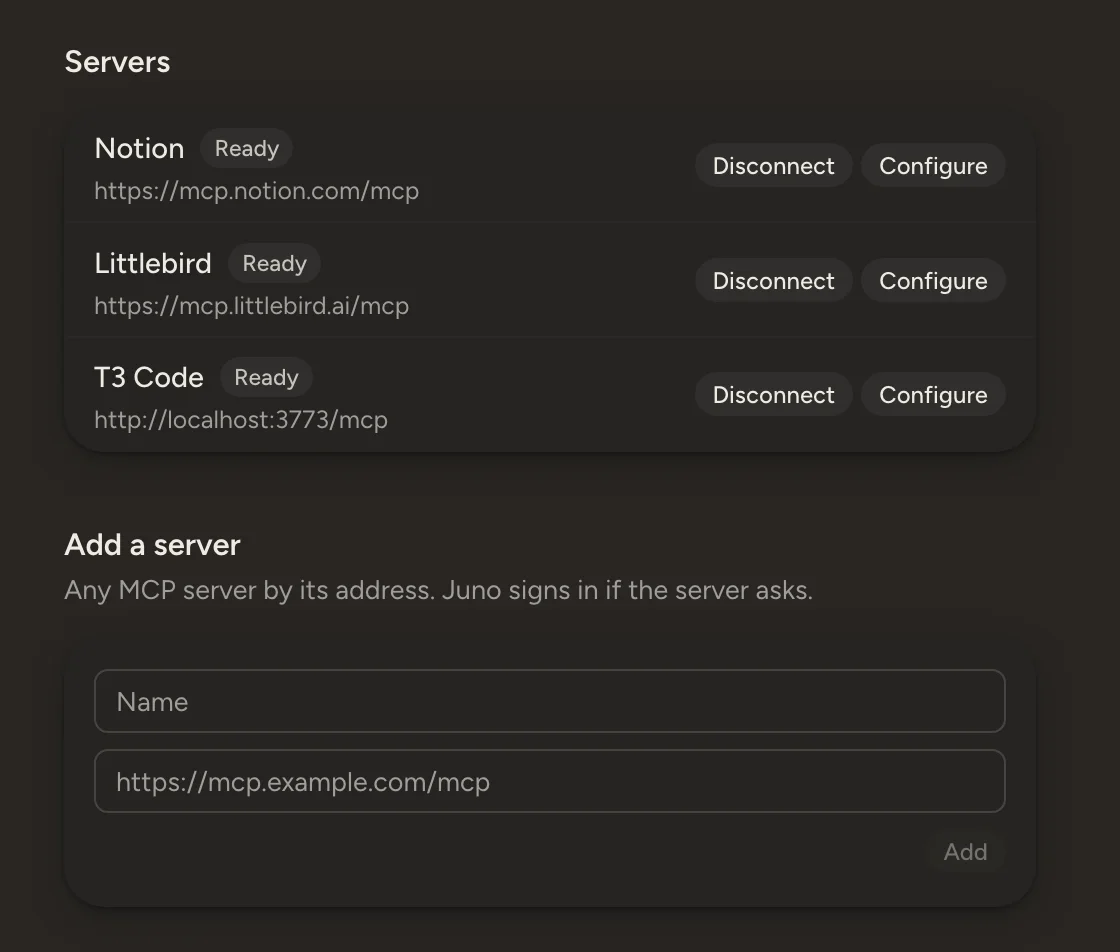 Servers
Notion Ready
https://mcp.notion.com/mcp
Disconnect Configure
Littlebird Ready
https://mcp.littlebird.ai/mcp
Disconnect Configure
T3 Code Ready
http://localhost:3773/mcp
Disconnect Configure
Add a server
Any MCP server by its address. Juno signs in if the server asks.
Name
https://mcp.example.com/mcp
Add